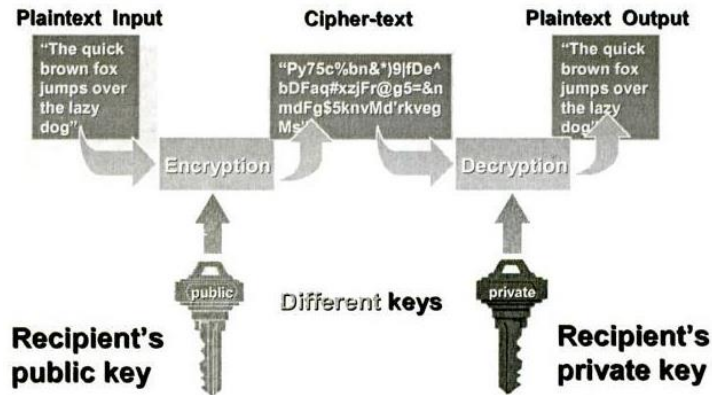 Plaintext Input
Cipher-text
Plaintext Output
“The quick
brown fox
jumps over
the lazy
dog”
“Py75c%bn&*)9|fDe^
bDFaq#xzjFr@g5=&n
mdFg$5knvMd'rkveg
Ms”
“The quick
brown fox
jumps over
the lazy
dog”
Encryption
Decryption
public
Different keys
private
Recipient's
public key
Recipient's
private key